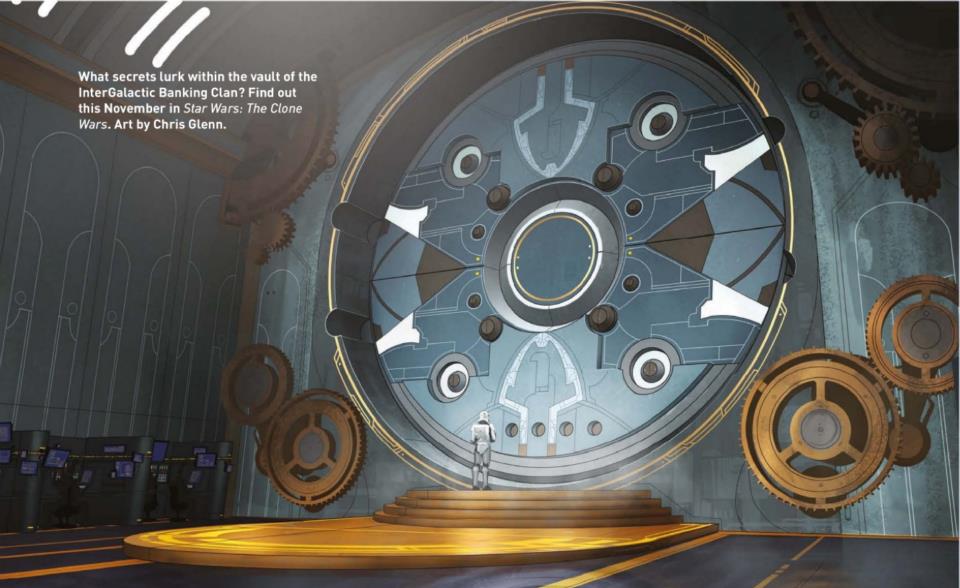 What secrets lurk within the vault of the
InterGalactic Banking Clan? Find out
this November in Star Wars: The Clone
Wars. Art by Chris Glenn.